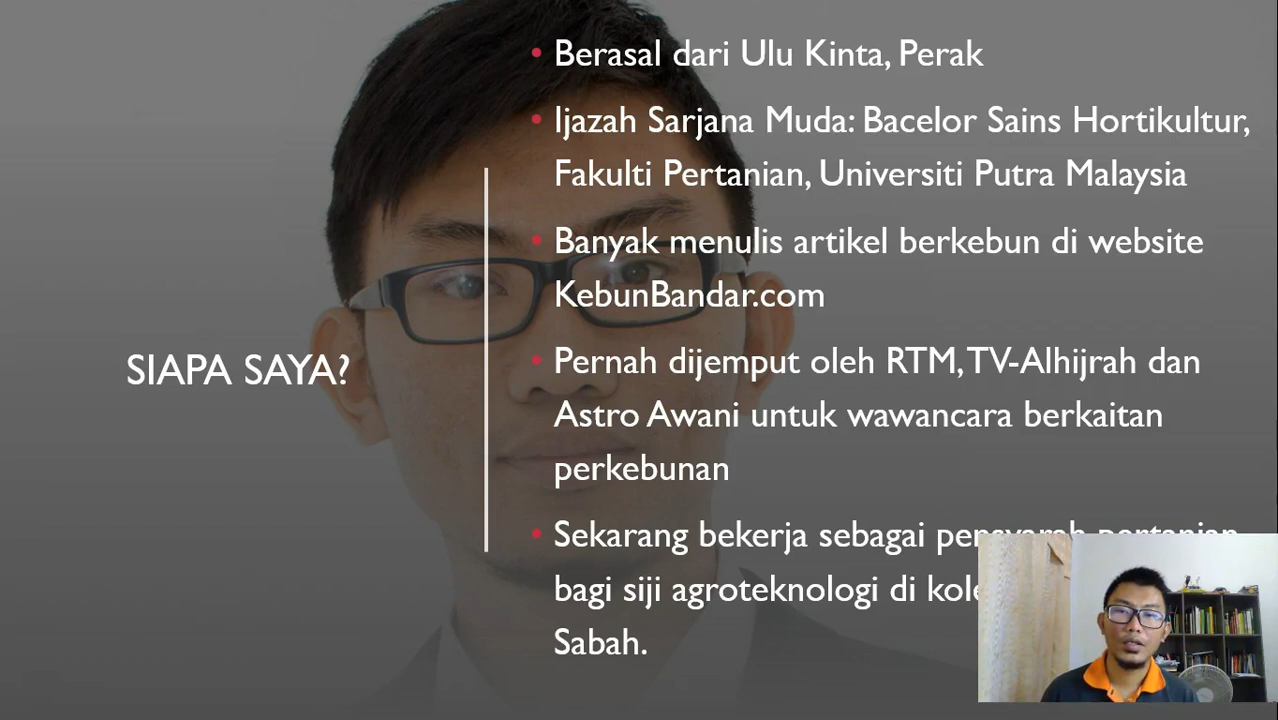 SIAPA SAYA?
• Berasal dari Ulu Kinta, Perak
• Ijazah Sarjana Muda: Bacelor Sains Hortikultur,
Fakulti Pertanian, Universiti Putra Malaysia
• Banyak menulis artikel berkebun di website
KebunBandar.com
• Pernah dijemput oleh RTM, TV-Alhijrah dan
Astro Awani untuk wawancara berkaitan
perkebunan
• Sekarang bekerja sebagai pensyarah pertanian
bagi siji agroteknologi di
Sabah.